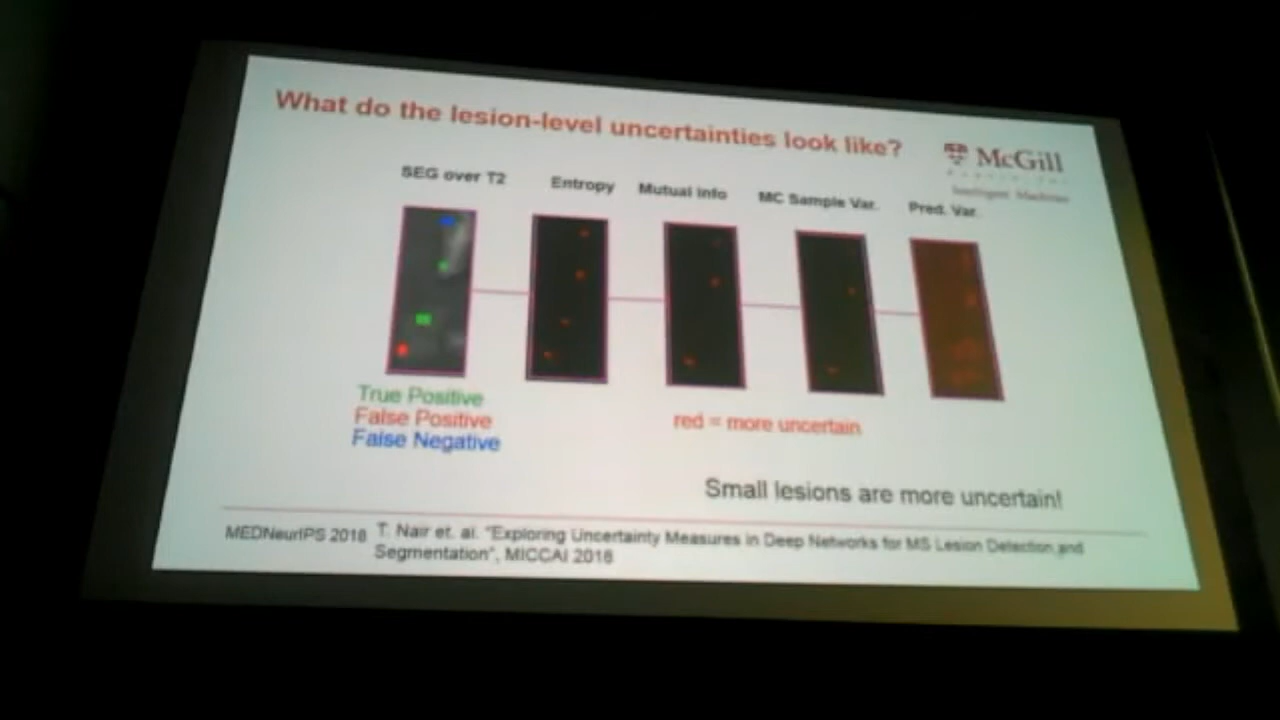 What do the lesion-level uncertainties look like?
McGill
Intelligent Machines
SEG over T2
Entropy
Mutual Info
MC Sample Var.
Pred. Var.
True Positive
False Positive
False Negative
red = more uncertain
Small lesions are more uncertain!
MEDNeurIPS 2018
T. Nair et. al. "Exploring Uncertainty Measures in Deep Networks for MS Lesion Detection and
Segmentation", MICCAI 2018